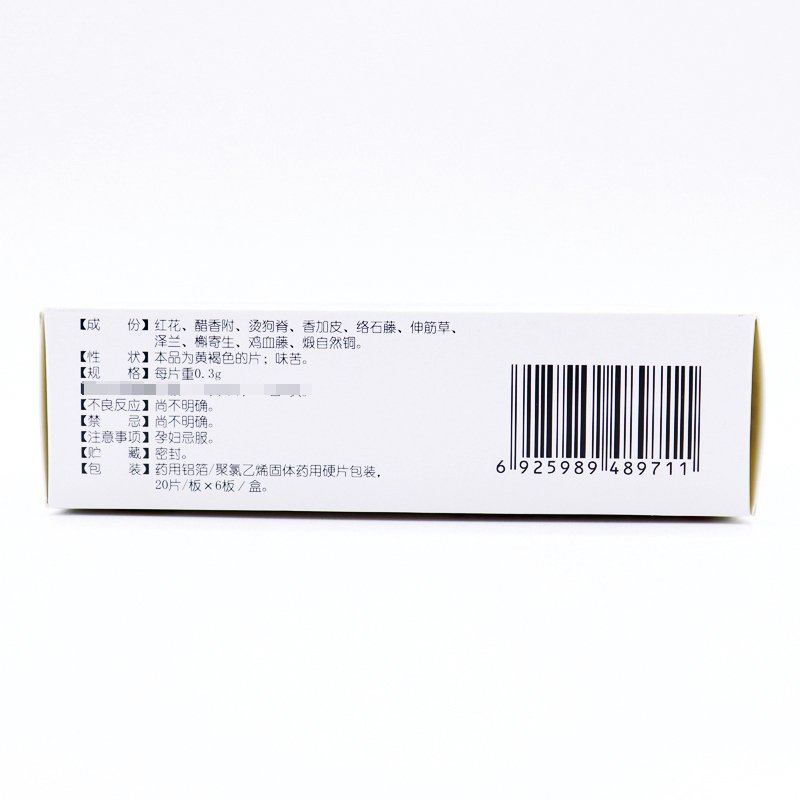 【成 份】红花、醋香附、烫狗脊、香加皮、络石藤、伸筋草、
泽兰、槲寄生、鸡血藤、煅自然铜。
【性 状】本品为黄褐色的片；味苦。
【规 格】每片重0.3g
【不良反应】尚不明确。
【禁 忌】尚不明确。
【注意事项】孕妇忌服。
【贮 藏】密封。
【包 装】药用铝箔/聚氯乙烯固体药用硬片包装，
20片/板×6板/盒。
6 925989 489711